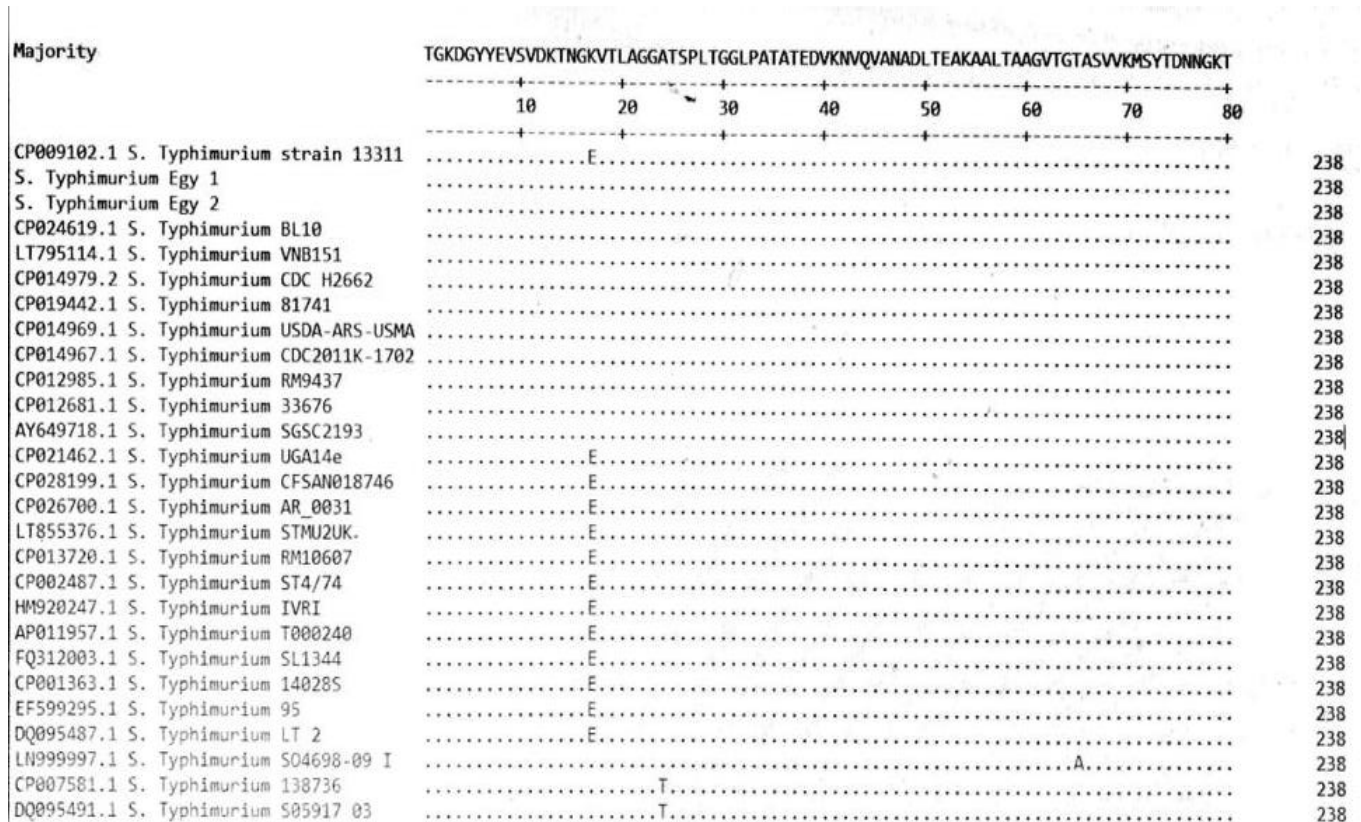 Majority TGKDGYYEVSVDKTNGKVTLAGGATSPLTGGLPATATEDVKNVQVANADLTEAKAALTAAGVTGTASVVKMSYTDNNGKT
---------+---------+---------+---------+---------+---------+---------+---------+
10 20 30 40 50 60 70 80
---------+---------+---------+---------+---------+---------+---------+---------+
CP009102.1 S. Typhimurium strain 13311 ................E............................................................... 238
S. Typhimurium Egy 1 ................................................................................ 238
S. Typhimurium Egy 2 ................................................................................ 238
CP024619.1 S. Typhimurium BL10 ................................................................................ 238
LT795114.1 S. Typhimurium VNB151 ................................................................................ 238
CP014979.2 S. Typhimurium CDC H2662 ................................................................................ 238
CP019442.1 S. Typhimurium 81741 ................................................................................ 238
CP014969.1 S. Typhimurium USDA-ARS-USMA ................................................................................ 238
CP014967.1 S. Typhimurium CDC2011K-1702 ................................................................................ 238
CP012985.1 S. Typhimurium RM9437 ................................................................................ 238
CP012681.1 S. Typhimurium 33676 ................................................................................ 238
AY649718.1 S. Typhimurium SGSC2193 ................................................................................ 238
CP021462.1 S. Typhimurium UGA14e ................E............................................................... 238
CP028199.1 S. Typhimurium CFSAN018746 ................E............................................................... 238
CP026700.1 S. Typhimurium AR_0031 ................E............................................................... 238
LT855376.1 S. Typhimurium STMU2UK ................E............................................................... 238
CP013720.1 S. Typhimurium RM10607 ................E............................................................... 238
CP002487.1 S. Typhimurium ST4/74 ................E............................................................... 238
HM920247.1 S. Typhimurium IVRI ................E............................................................... 238
AP011957.1 S. Typhimurium T000240 ................E............................................................... 238
FQ312003.1 S. Typhimurium SL1344 ................E............................................................... 238
CP001363.1 S. Typhimurium 14028S ................E............................................................... 238
EF599295.1 S. Typhimurium 95 ................E............................................................... 238
DQ095487.1 S. Typhimurium LT 2 ................E............................................................... 238
LN999997.1 S. Typhimurium SO4698-09 I ................................................................A............... 238
CP007581.1 S. Typhimurium 138736 .......................T........................................................ 238
DQ095491.1 S. Typhimurium S05917 03 .......................T........................................................ 238